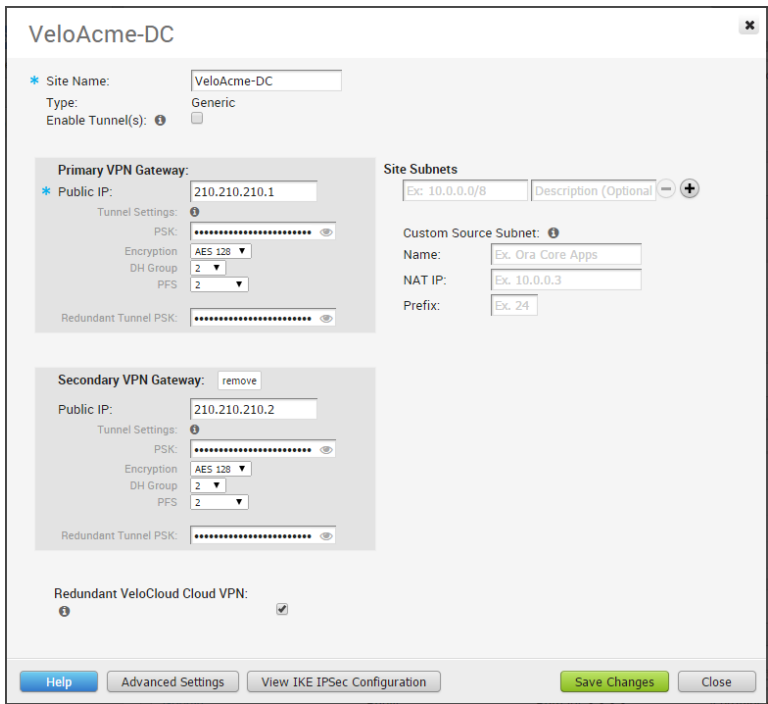 VeloAcme-DC
* Site Name: VeloAcme-DC
Type: Generic
Enable Tunnel(s):
Primary VPN Gateway:
* Public IP: 210.210.210.1
Tunnel Settings:
PSK: ••••••••••••••••••••••••
Encryption AES 128
DH Group 2
PFS 2
Redundant Tunnel PSK: ••••••••••••••••••••••••
Site Subnets
Ex: 10.0.0.0/8 Description (Optional
Custom Source Subnet:
Name: Ex. Ora Core Apps
NAT IP: Ex. 10.0.0.3
Prefix: Ex. 24
Secondary VPN Gateway: remove
Public IP: 210.210.210.2
Tunnel Settings:
PSK: ••••••••••••••••••••••••
Encryption AES 128
DH Group 2
PFS 2
Redundant Tunnel PSK: ••••••••••••••••••••••••
Redundant VeloCloud Cloud VPN:
Help Advanced Settings View IKE IPSec Configuration Save Changes Close